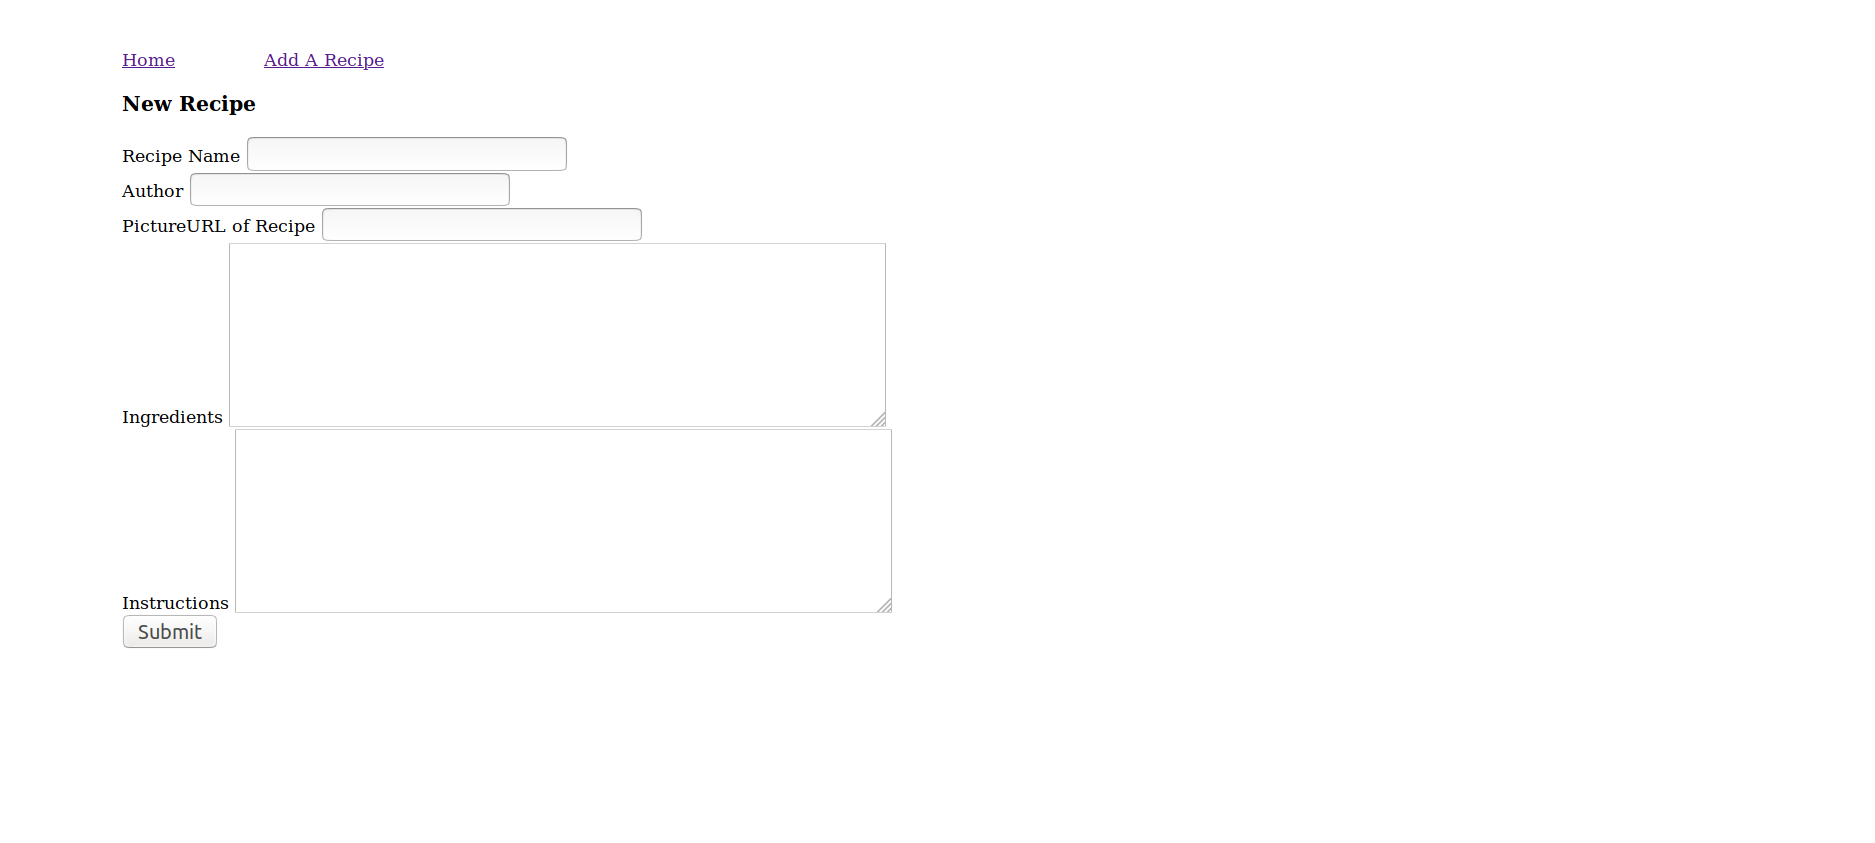 Home Add A Recipe
New Recipe
Recipe Name
Author
PictureURL of Recipe
Ingredients
Instructions
Submit